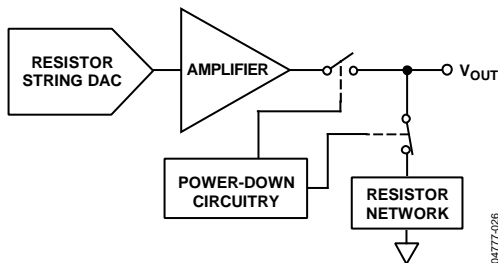 RESISTOR
STRING DAC
AMPLIFIER
VOUT
POWER-DOWN
CIRCUITRY
RESISTOR
NETWORK
04777-026